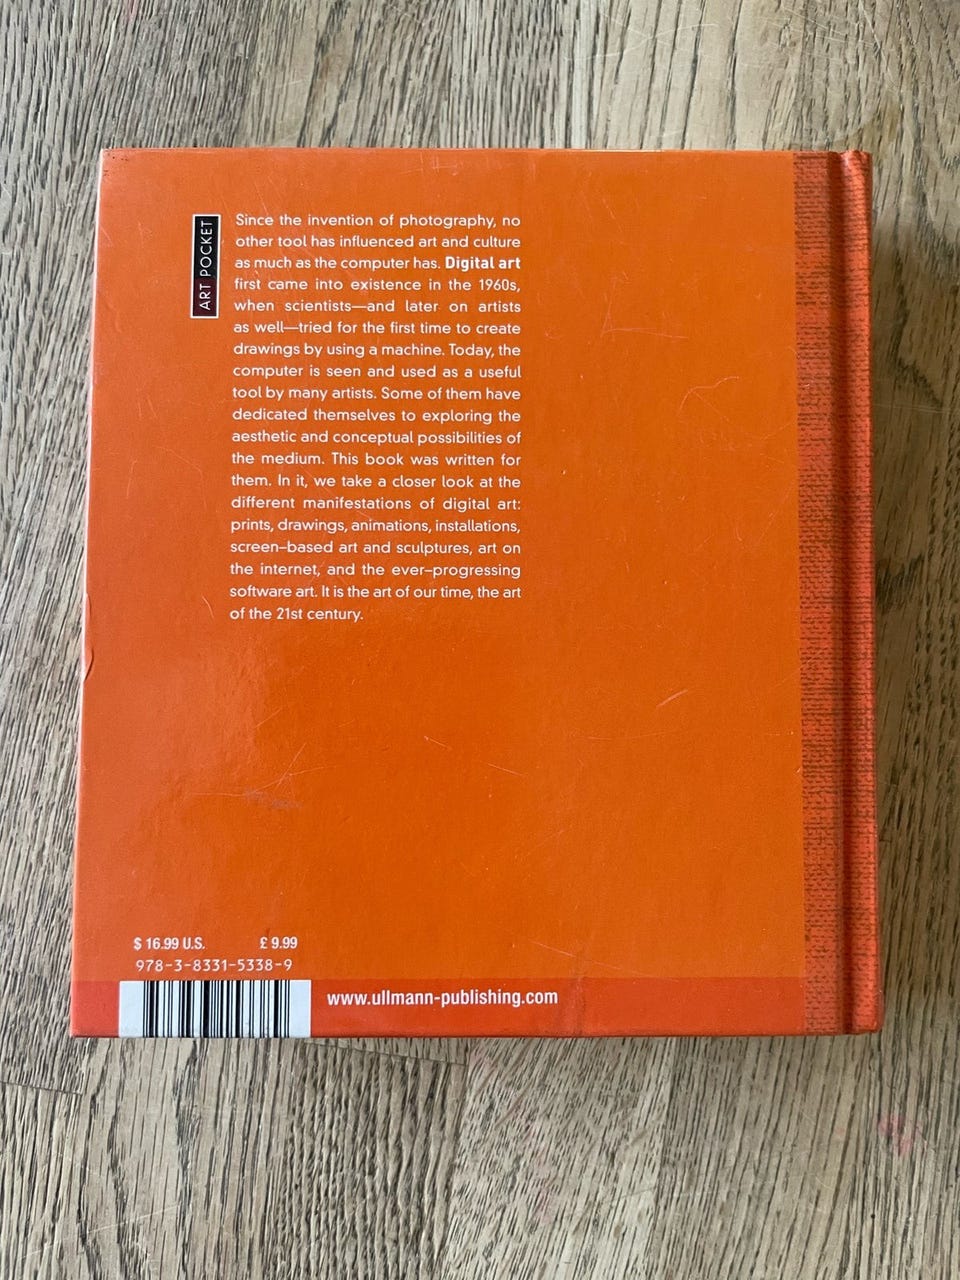 ART POCKET
Since the invention of photography, no
other tool has influenced art and culture
as much as the computer has. Digital art
first came into existence in the 1960s,
when scientists—and later on artists
as well—tried for the first time to create
drawings by using a machine. Today, the
computer is seen and used as a useful
tool by many artists. Some of them have
dedicated themselves to exploring the
aesthetic and conceptual possibilities of
the medium. This book was written for
them. In it, we take a closer look at the
different manifestations of digital art:
prints, drawings, animations, installations,
screen-based art and sculptures, art on
the internet, and the ever-progressing
software art. It is the art of our time, the art
of the 21st century.
$ 16.99 U.S. £ 9.99
978-3-8331-5338-9
www.ullmann-publishing.com